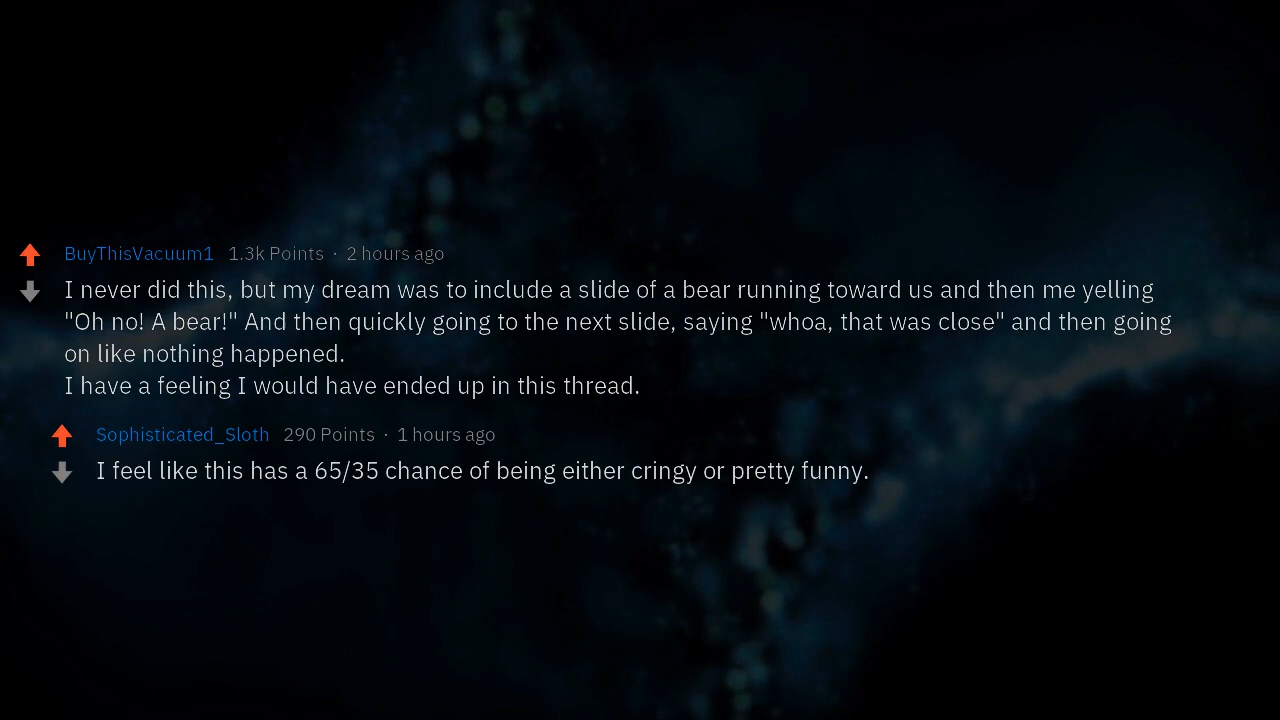 BuyThisVacuum1 1.3k Points · 2 hours ago
I never did this, but my dream was to include a slide of a bear running toward us and then me yelling
"Oh no! A bear!" And then quickly going to the next slide, saying "whoa, that was close" and then going
on like nothing happened.
I have a feeling I would have ended up in this thread.
Sophisticated_Sloth 290 Points · 1 hours ago
I feel like this has a 65/35 chance of being either cringy or pretty funny.